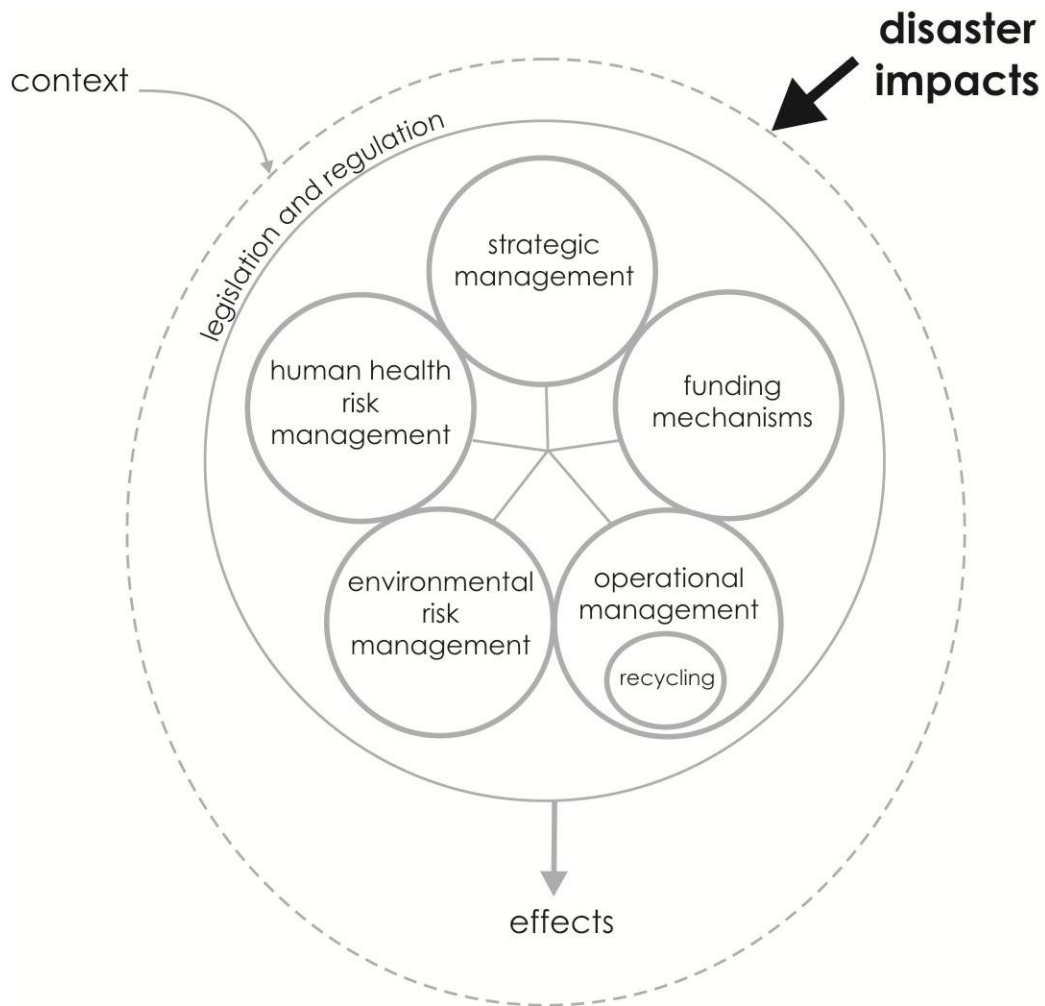 disaster
impacts
context
legislation and regulation
strategic
management
human health
risk
management
funding
mechanisms
environmental
risk
management
operational
management
recycling
effects